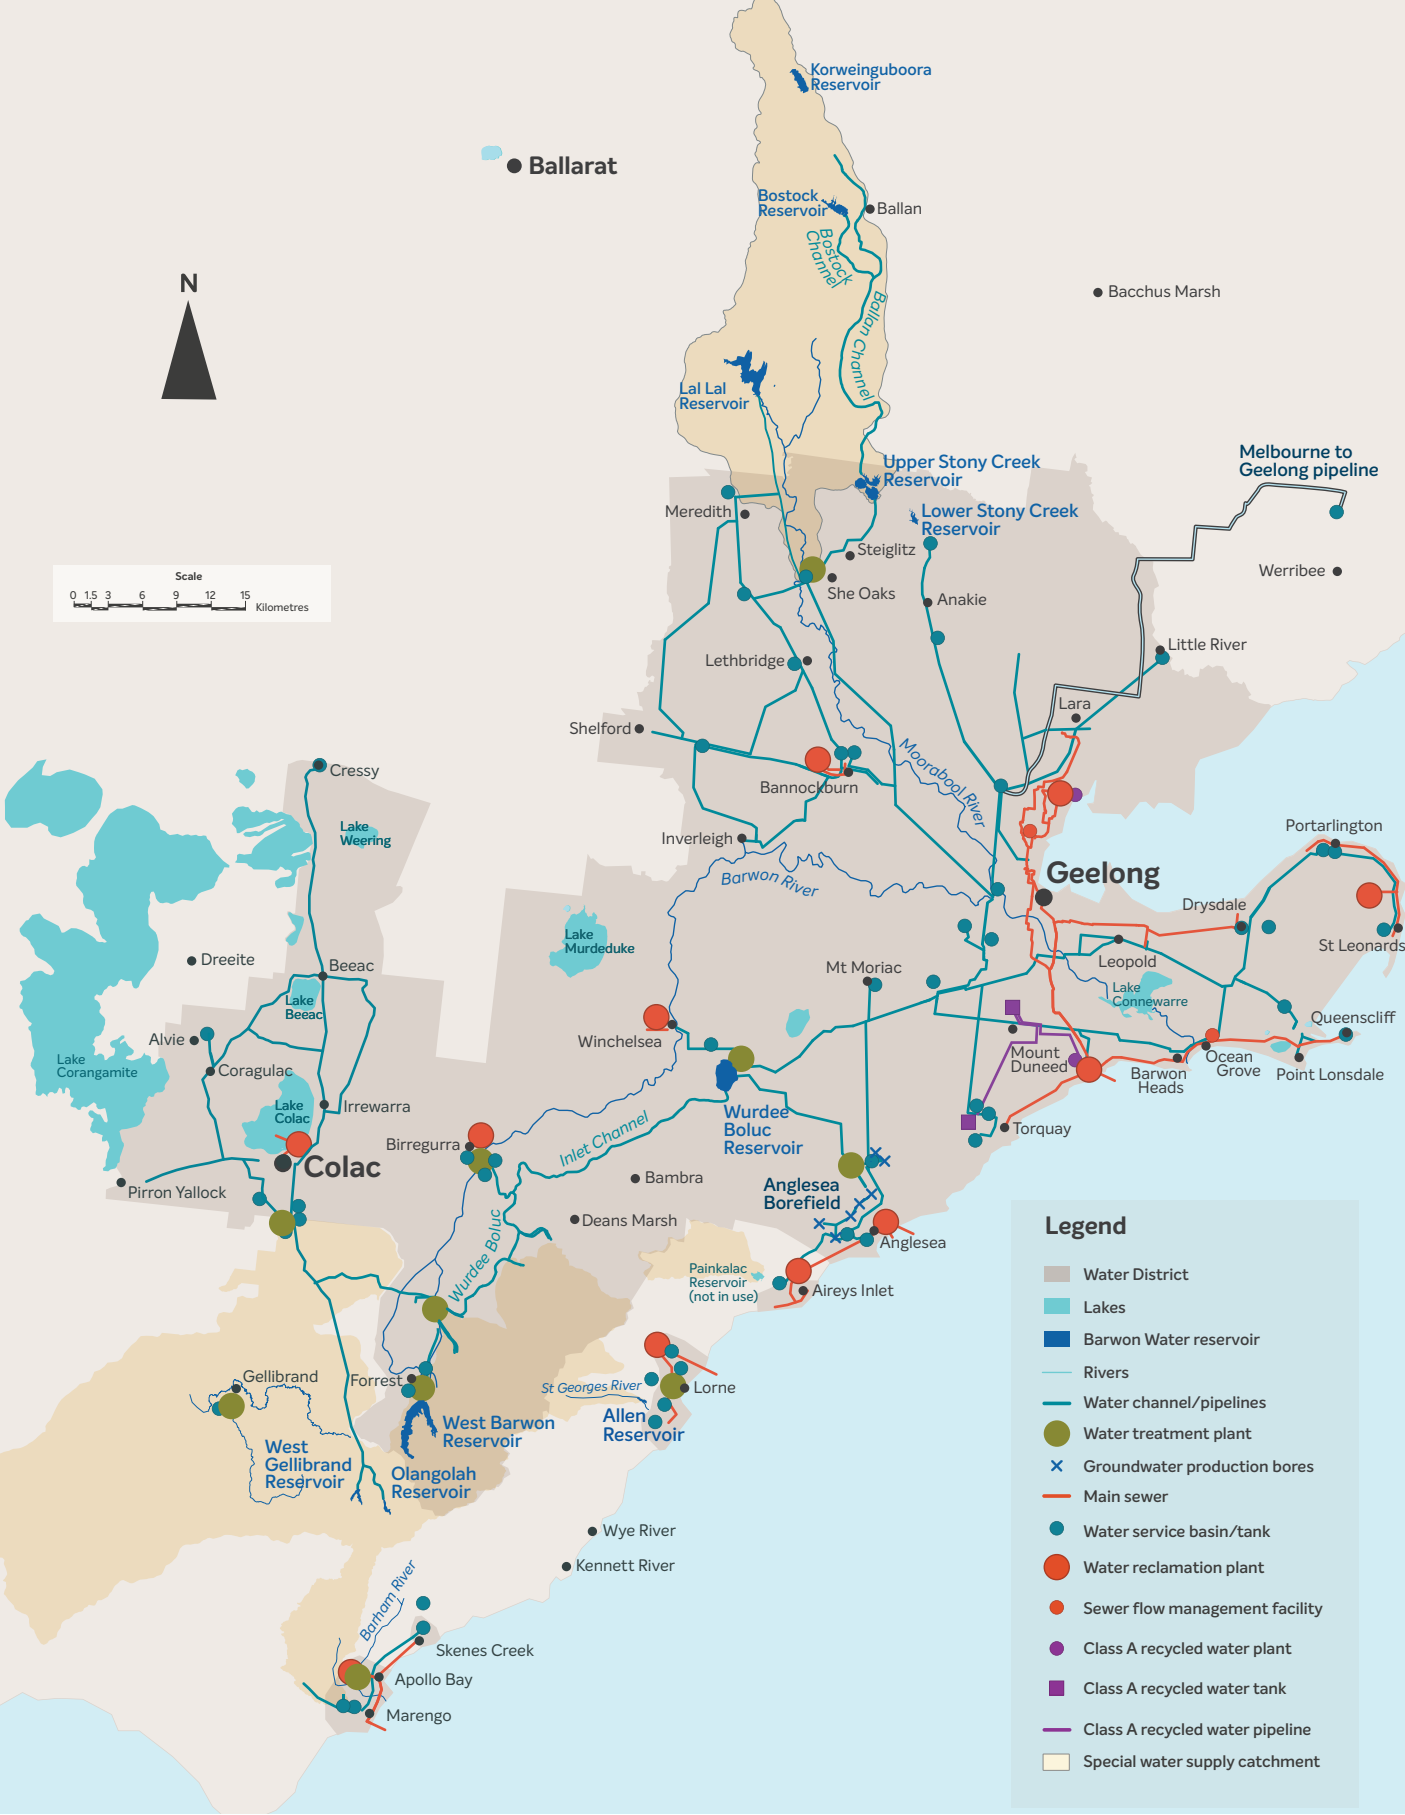 Korweinguboora
Reservoir
Ballarat
Bostock
Reservoir
Ballan
Bostock
Channel
N
Bacchus Marsh
Ballan Channel
Lal Lal
Reservoir
Melbourne to
Geelong pipeline
Upper Stony Creek
Reservoir
Meredith
Lower Stony Creek
Reservoir
Steiglitz
Werribee
Scale
0 1.5 3 6 9 12 15
Kilometres
She Oaks
Anakie
Little River
Lethbridge
Lara
Shelford
Moorabool River
Cressy
Bannockburn
Lake
Weering
Inverleigh
Portarlington
Barwon River
Geelong
Drysdale
Lake
Murdeduke
St Leonards
Dreeite
Beeac
Mt Moriac
Leopold
Lake
Connewarre
Lake
Beeac
Queenscliff
Alvie
Winchelsea
Lake
Corangamite
Coragulac
Mount
Duneed
Barwon
Heads
Ocean
Grove
Point Lonsdale
Lake
Colac
Irrewarra
Wurdee
Boluc
Reservoir
Torquay
Birregurra
Inlet Channel
Colac
Pirron Yallock
Bambra
Anglesea
Borefield
Deans Marsh
Wurdee Boluc
Anglesea
Painkalac
Reservoir
(not in use)
Aireys Inlet
Gellibrand
Forrest
St Georges River
Lorne
West Barwon
Reservoir
Allen
Reservoir
West
Gellibrand
Reservoir
Olangolah
Reservoir
Wye River
Kennett River
Barham River
Skenes Creek
Apollo Bay
Marengo
Legend
Water District
Lakes
Barwon Water reservoir
Rivers
Water channel/pipelines
Water treatment plant
Groundwater production bores
Main sewer
Water service basin/tank
Water reclamation plant
Sewer flow management facility
Class A recycled water plant
Class A recycled water tank
Class A recycled water pipeline
Special water supply catchment